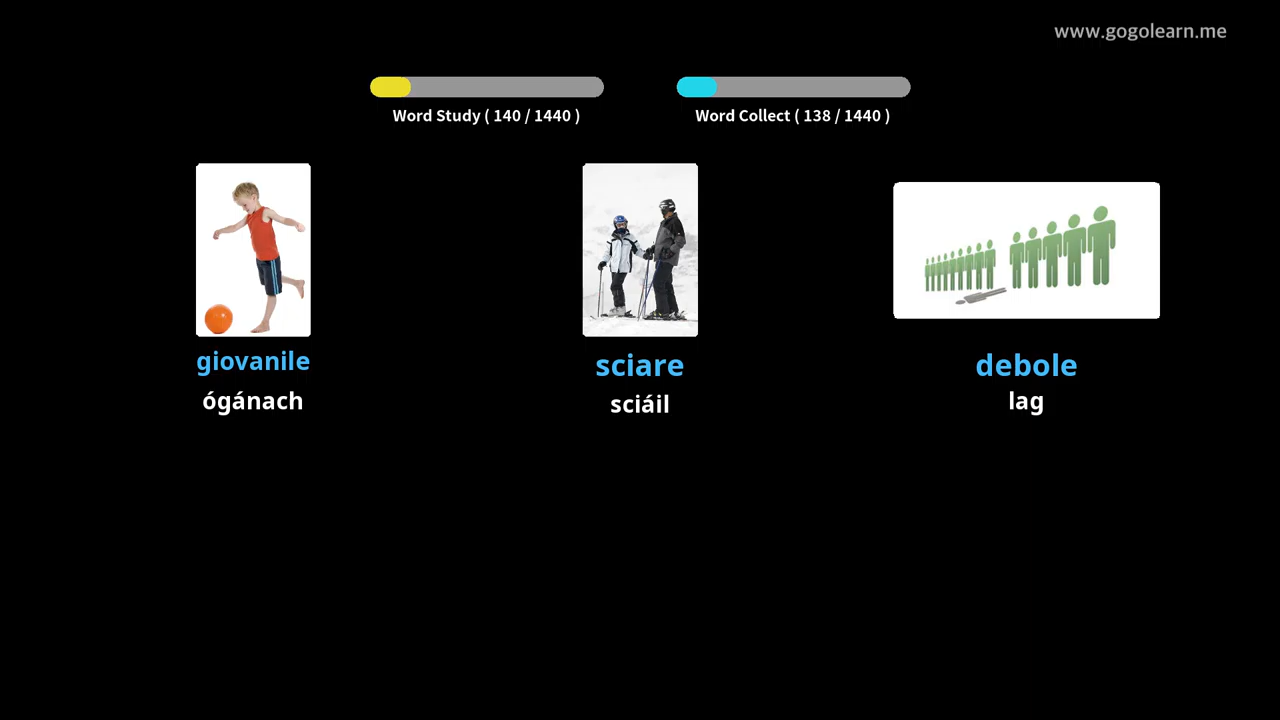 www.gogolearn.me
Word Study ( 140 / 1440 )
Word Collect ( 138 / 1440 )
giovanile
ógánach
sciare
sciáil
debole
lag